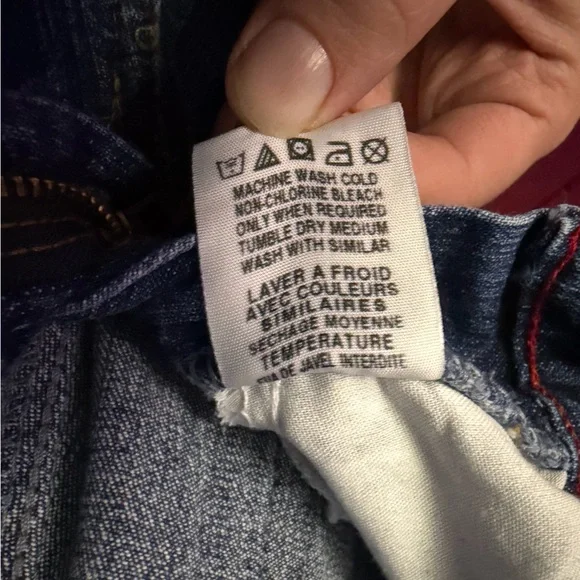 MACHINE WASH COLD
NON-CHLORINE BLEACH
ONLY WHEN REQUIRED
TUMBLE DRY MEDIUM
WASH WITH SIMILAR
LAVER A FROID
AVEC COULEURS
SIMILAIRES
SECHAGE MOYENNE
TEMPERATURE
DE JAVEL INTERDITE